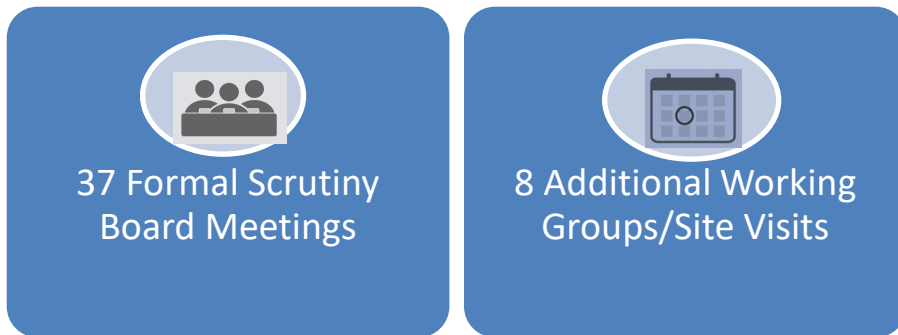 37 Formal Scrutiny
Board Meetings
8 Additional Working
Groups/Site Visits